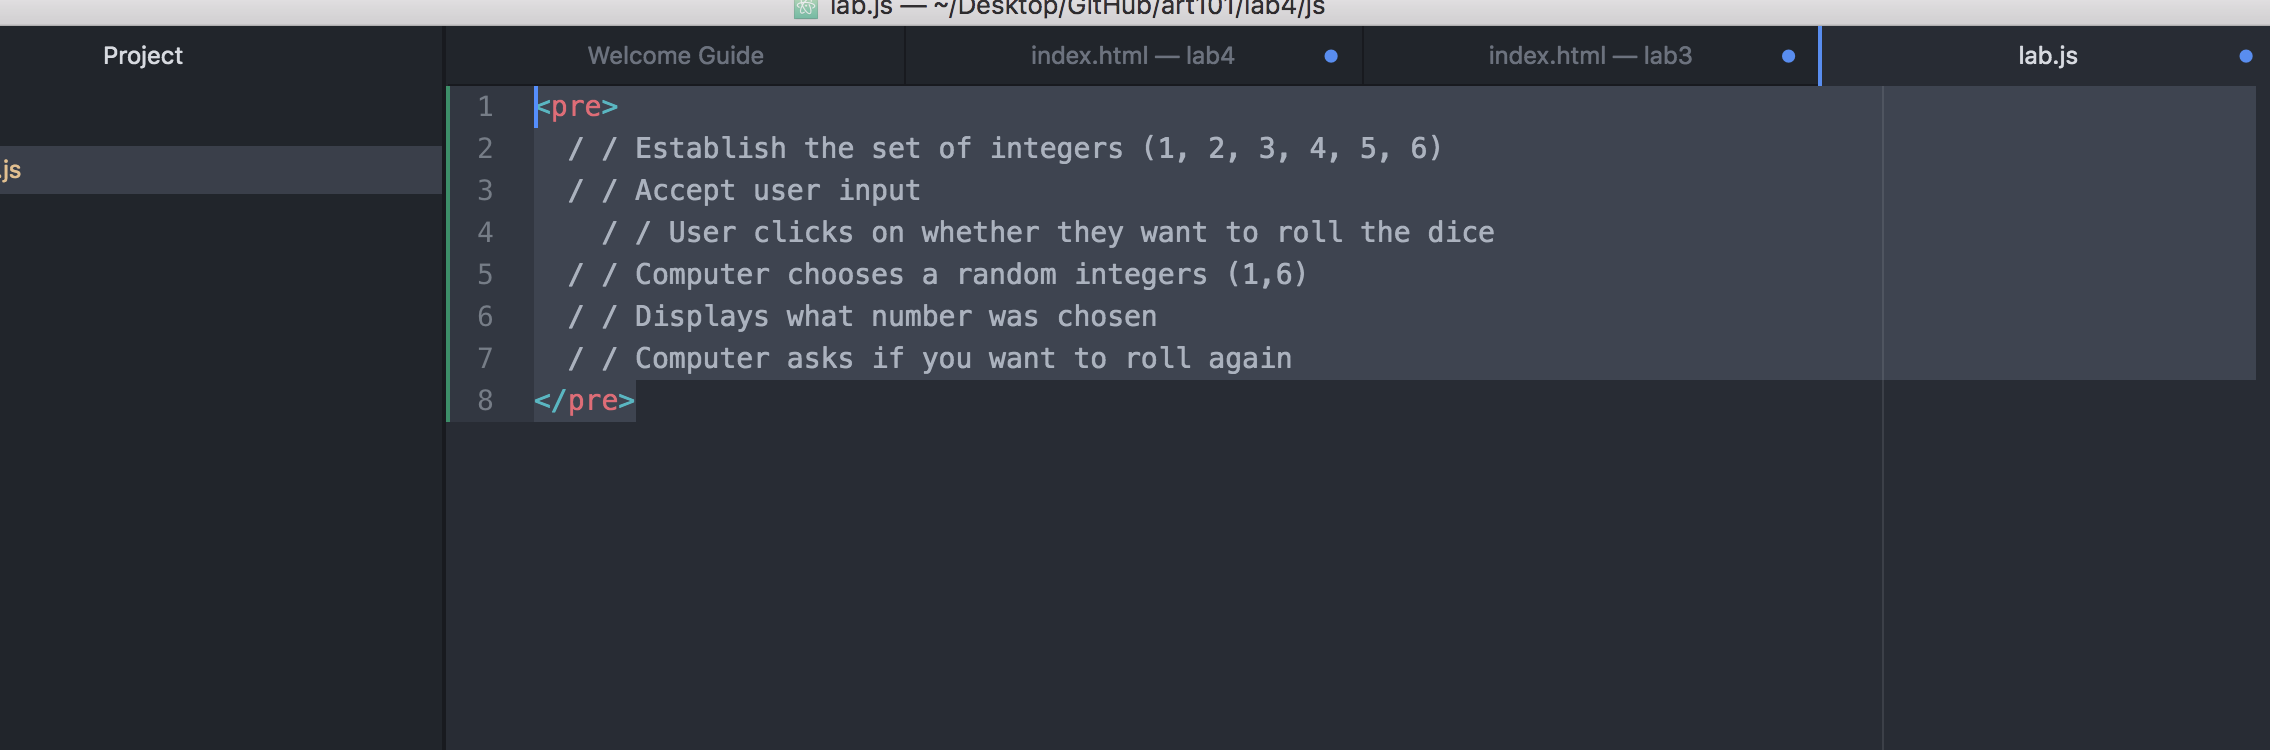 lab.js — ~/Desktop/GitHub/art101/lab4/js
Project
Welcome Guide
index.html — lab4
index.html — lab3
lab.js
.js
1 <pre>
2 / / Establish the set of integers (1, 2, 3, 4, 5, 6)
3 / / Accept user input
4 / / User clicks on whether they want to roll the dice
5 / / Computer chooses a random integers (1,6)
6 / / Displays what number was chosen
7 / / Computer asks if you want to roll again
8 </pre>